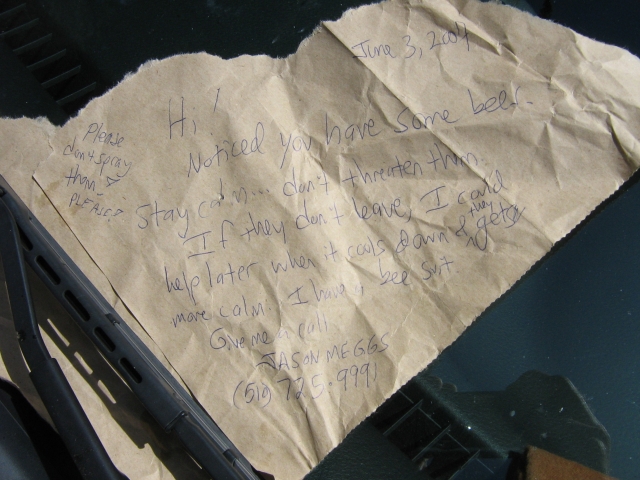 June 3, 2009
Hi!
Noticed you have some bees.
Stay calm... don't threaten them.
If they don't leave, I could
help later when it cools down & they gets
more calm. I have a bee suit.
Give me a call
JASON MEGGS
(510) 725-9991
Please
don't spray
them
PLEASE?